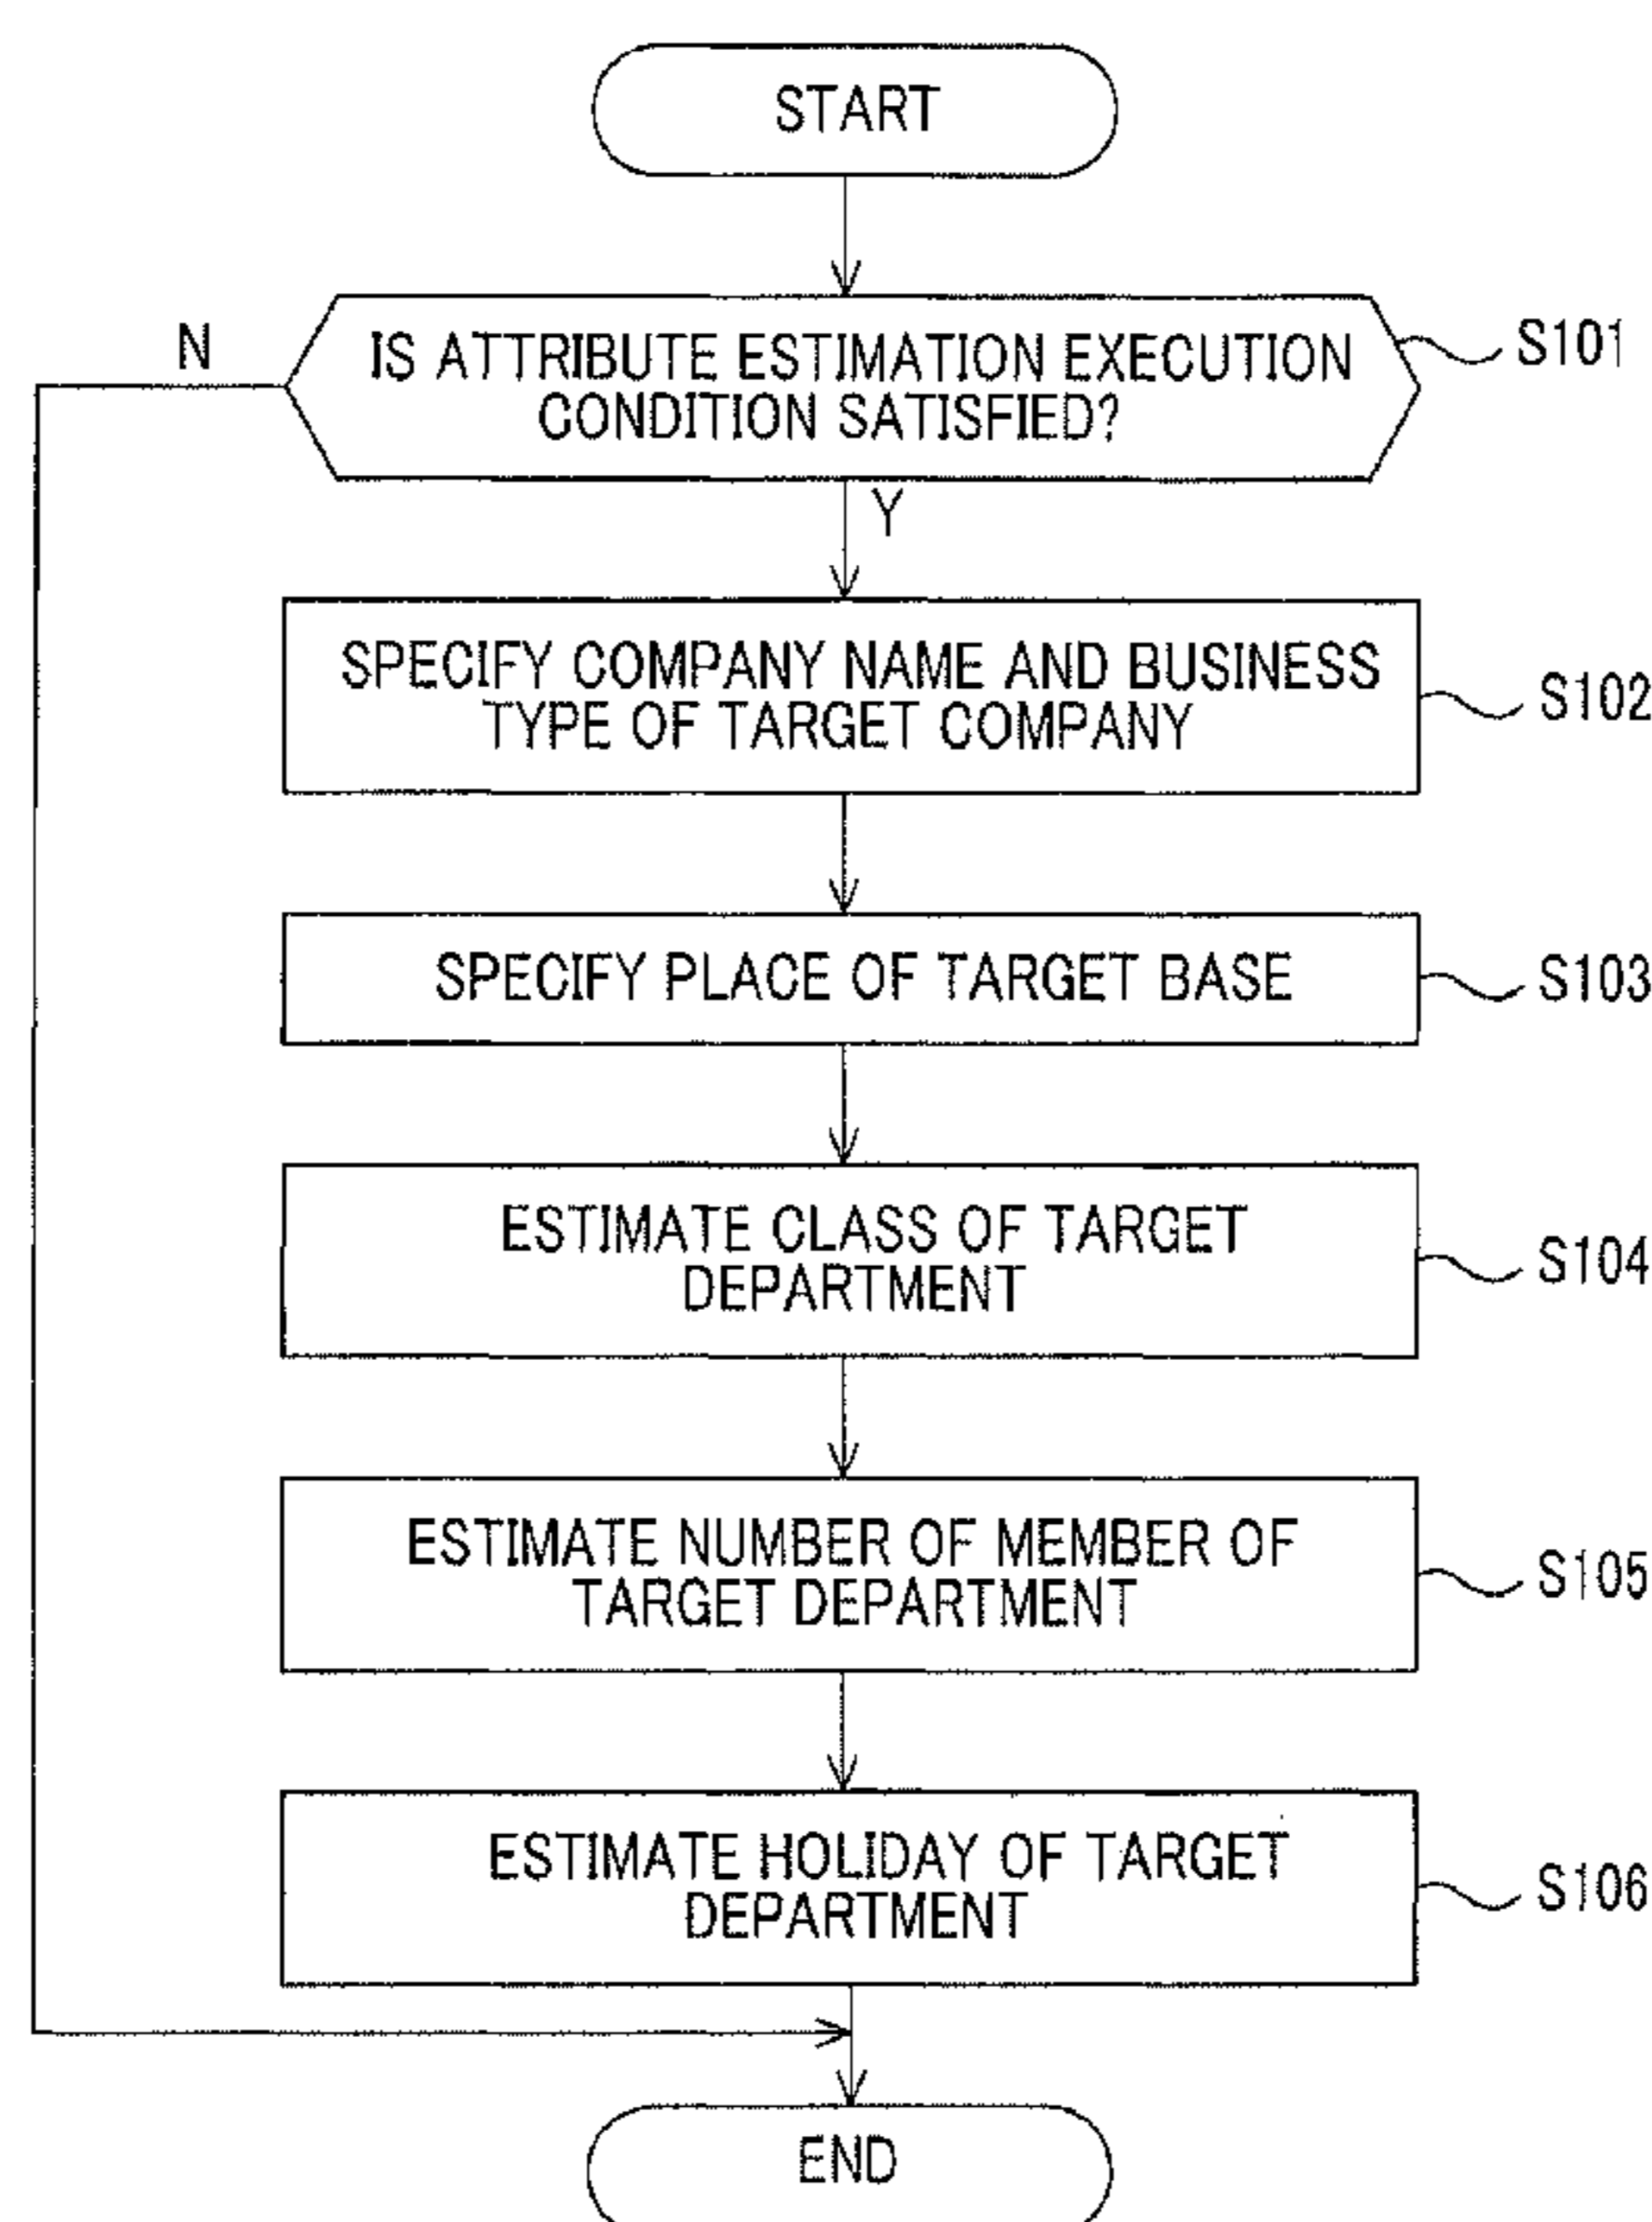 START
N
IS ATTRIBUTE ESTIMATION EXECUTION
CONDITION SATISFIED?
S101
Y
SPECIFY COMPANY NAME AND BUSINESS
TYPE OF TARGET COMPANY
S102
SPECIFY PLACE OF TARGET BASE
S103
ESTIMATE CLASS OF TARGET
DEPARTMENT
S104
ESTIMATE NUMBER OF MEMBER OF
TARGET DEPARTMENT
S105
ESTIMATE HOLIDAY OF TARGET
DEPARTMENT
S106
END